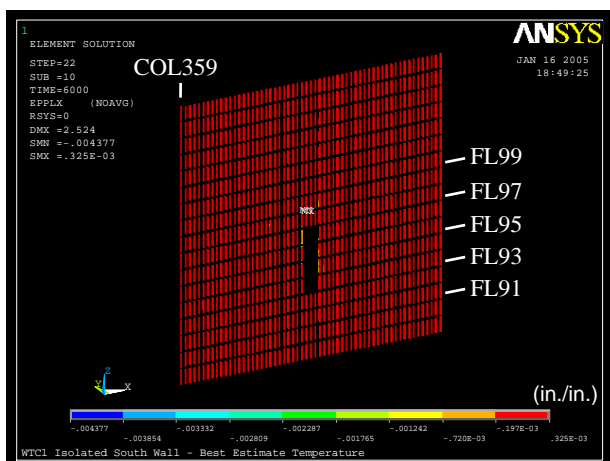 1
ANSYS
ELEMENT SOLUTION
JAN 16 2005
18:49:25
STEP=22
SUB =10
TIME=6000
EPPLX (NOAVG)
RSYS=0
DMX =2.524
SMN =-.004377
SMX =.325E-03
COL359
FL99
FL97
MX
FL95
FL93
FL91
Z
Y
X
(in./in.)
-.004377 -.003332 -.002287 -.001242 -.197E-03
-.003854 -.002809 -.001765 -.720E-03 .325E-03
WTC1 Isolated South Wall - Best Estimate Temperature